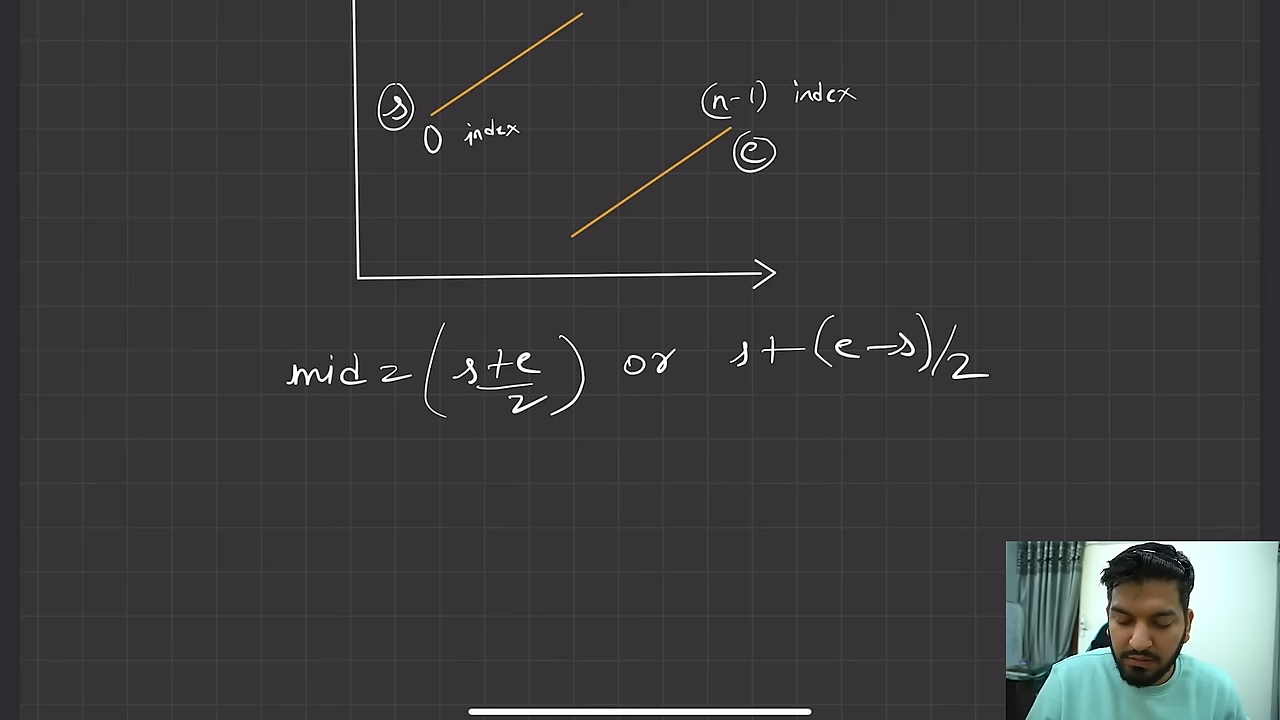 (n-1) index
s
0 index
e
mid = (s+e/2) or s+(e-s)/2